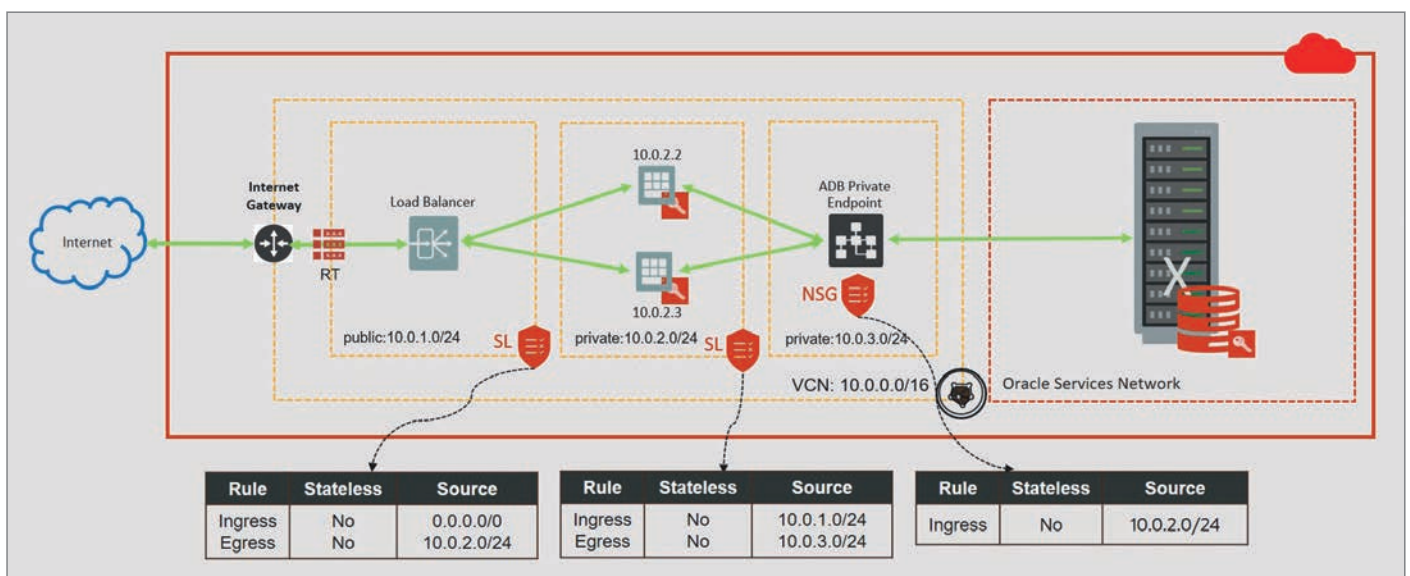 Internet
Internet
Gateway
RT
Load Balancer
public:10.0.1.0/24
SL
10.0.2.2
10.0.2.3
private:10.0.2.0/24
SL
ADB Private
Endpoint
NSG
private:10.0.3.0/24
VCN: 10.0.0.0/16
Oracle Services Network
X
Rule Stateless Source
Ingress No 0.0.0.0/0
Egress No 10.0.2.0/24
Rule Stateless Source
Ingress No 10.0.1.0/24
Egress No 10.0.3.0/24
Rule Stateless Source
Ingress No 10.0.2.0/24